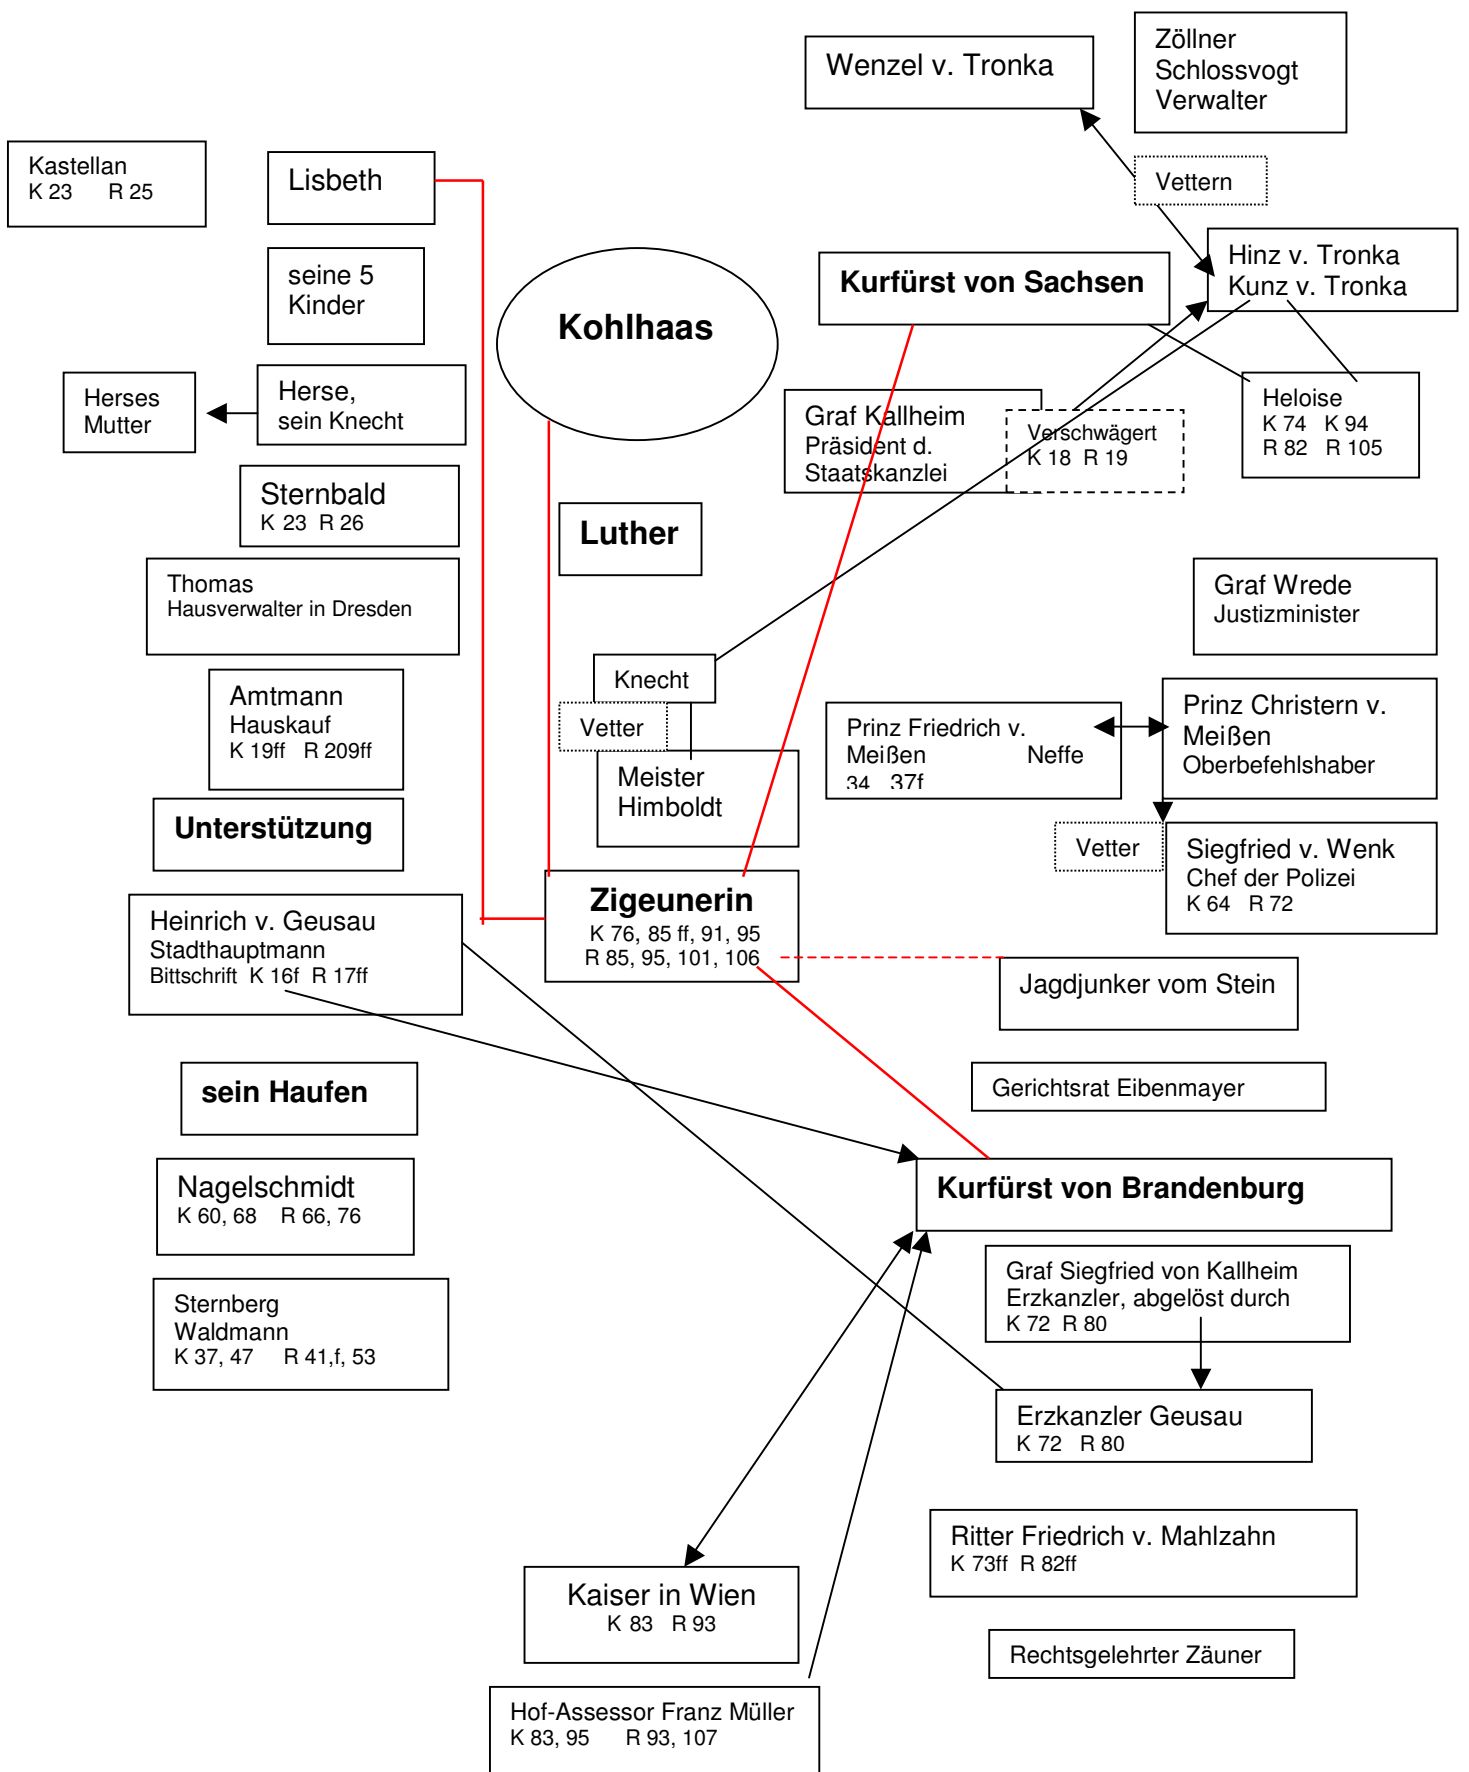 Zöllner
Schlossvogt
Verwalter
Wenzel v. Tronka
Kastellan
K 23 R 25
Lisbeth
Vettern
seine 5
Kinder
Kohlhaas
Kurfürst von Sachsen
Hinz v. Tronka
Kunz v. Tronka
Herses
Mutter
Herse,
sein Knecht
Graf Kallheim
Präsident d.
Staatskanzlei
Verschwägert
K 18 R 19
Heloise
K 74 K 94
R 82 R 105
Sternbald
K 23 R 26
Luther
Thomas
Hausverwalter in Dresden
Graf Wrede
Justizminister
Knecht
Amtmann
Hauskauf
K 19ff R 209ff
Vetter
Meister
Himboldt
Prinz Friedrich v.
Meißen Neffe
34 37f
Prinz Christern v.
Meißen
Oberbefehlshaber
Unterstützung
Vetter
Siegfried v. Wenk
Chef der Polizei
K 64 R 72
Heinrich v. Geusau
Stadthauptmann
Bittschrift K 16f R 17ff
Zigeunerin
K 76, 85 ff, 91, 95
R 85, 95, 101, 106
Jagdjunker vom Stein
sein Haufen
Gerichtsrat Eibenmayer
Nagelschmidt
K 60, 68 R 66, 76
Kurfürst von Brandenburg
Sternberg
Waldmann
K 37, 47 R 41,f, 53
Graf Siegfried von Kallheim
Erzkanzler, abgelöst durch
K 72 R 80
Erzkanzler Geusau
K 72 R 80
Ritter Friedrich v. Mahlzahn
K 73ff R 82ff
Kaiser in Wien
K 83 R 93
Rechtsgelehrter Zäuner
Hof-Assessor Franz Müller
K 83, 95 R 93, 107